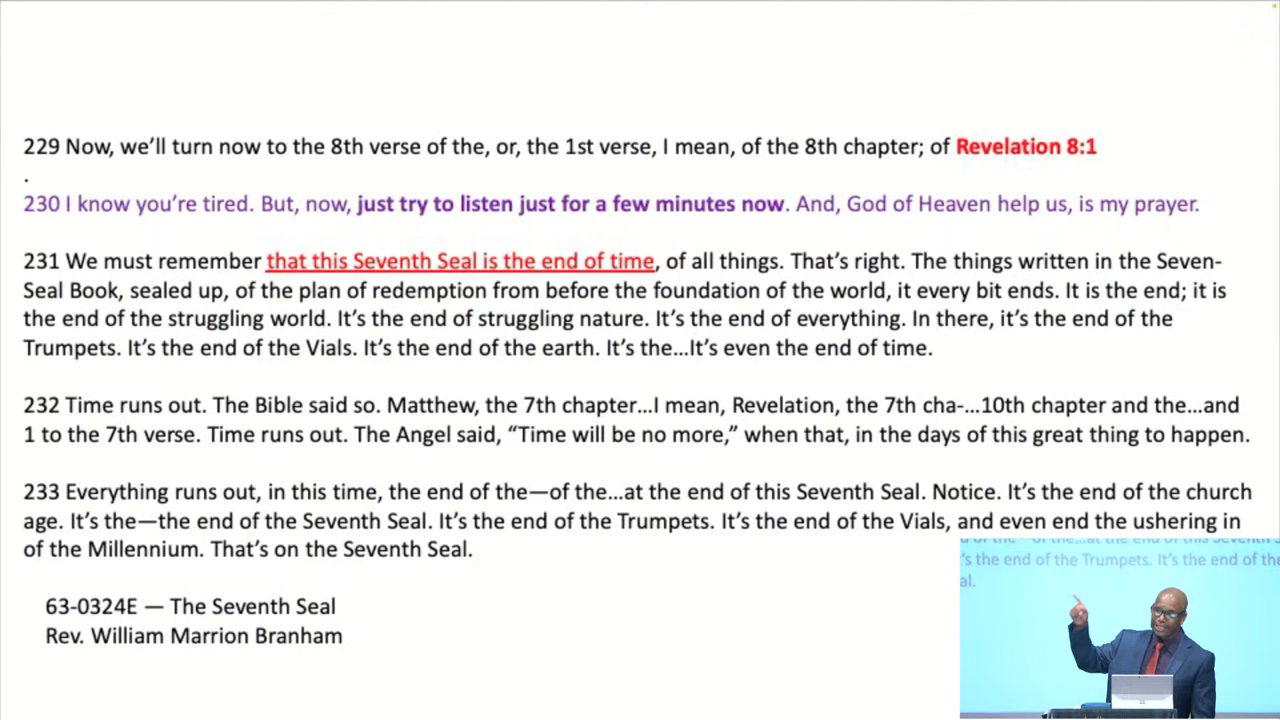 229 Now, we’ll turn now to the 8th verse of the, or, the 1st verse, I mean, of the 8th chapter; of Revelation 8:1
.
230 I know you’re tired. But, now, just try to listen just for a few minutes now. And, God of Heaven help us, is my prayer.
231 We must remember that this Seventh Seal is the end of time, of all things. That’s right. The things written in the Seven-
Seal Book, sealed up, of the plan of redemption from before the foundation of the world, it every bit ends. It is the end; it is
the end of the struggling world. It’s the end of struggling nature. It’s the end of everything. In there, it’s the end of the
Trumpets. It’s the end of the Vials. It’s the end of the earth. It’s the…It’s even the end of time.
232 Time runs out. The Bible said so. Matthew, the 7th chapter…I mean, Revelation, the 7th cha-…10th chapter and the…and
1 to the 7th verse. Time runs out. The Angel said, “Time will be no more,” when that, in the days of this great thing to happen.
233 Everything runs out, in this time, the end of the—of the…at the end of this Seventh Seal. Notice. It’s the end of the church
age. It’s the—the end of the Seventh Seal. It’s the end of the Trumpets. It’s the end of the Vials, and even end the ushering in
of the Millennium. That’s on the Seventh Seal.
63-0324E — The Seventh Seal
Rev. William Marrion Branham
’s the end of the Trumpets. It’s the end of the
al.